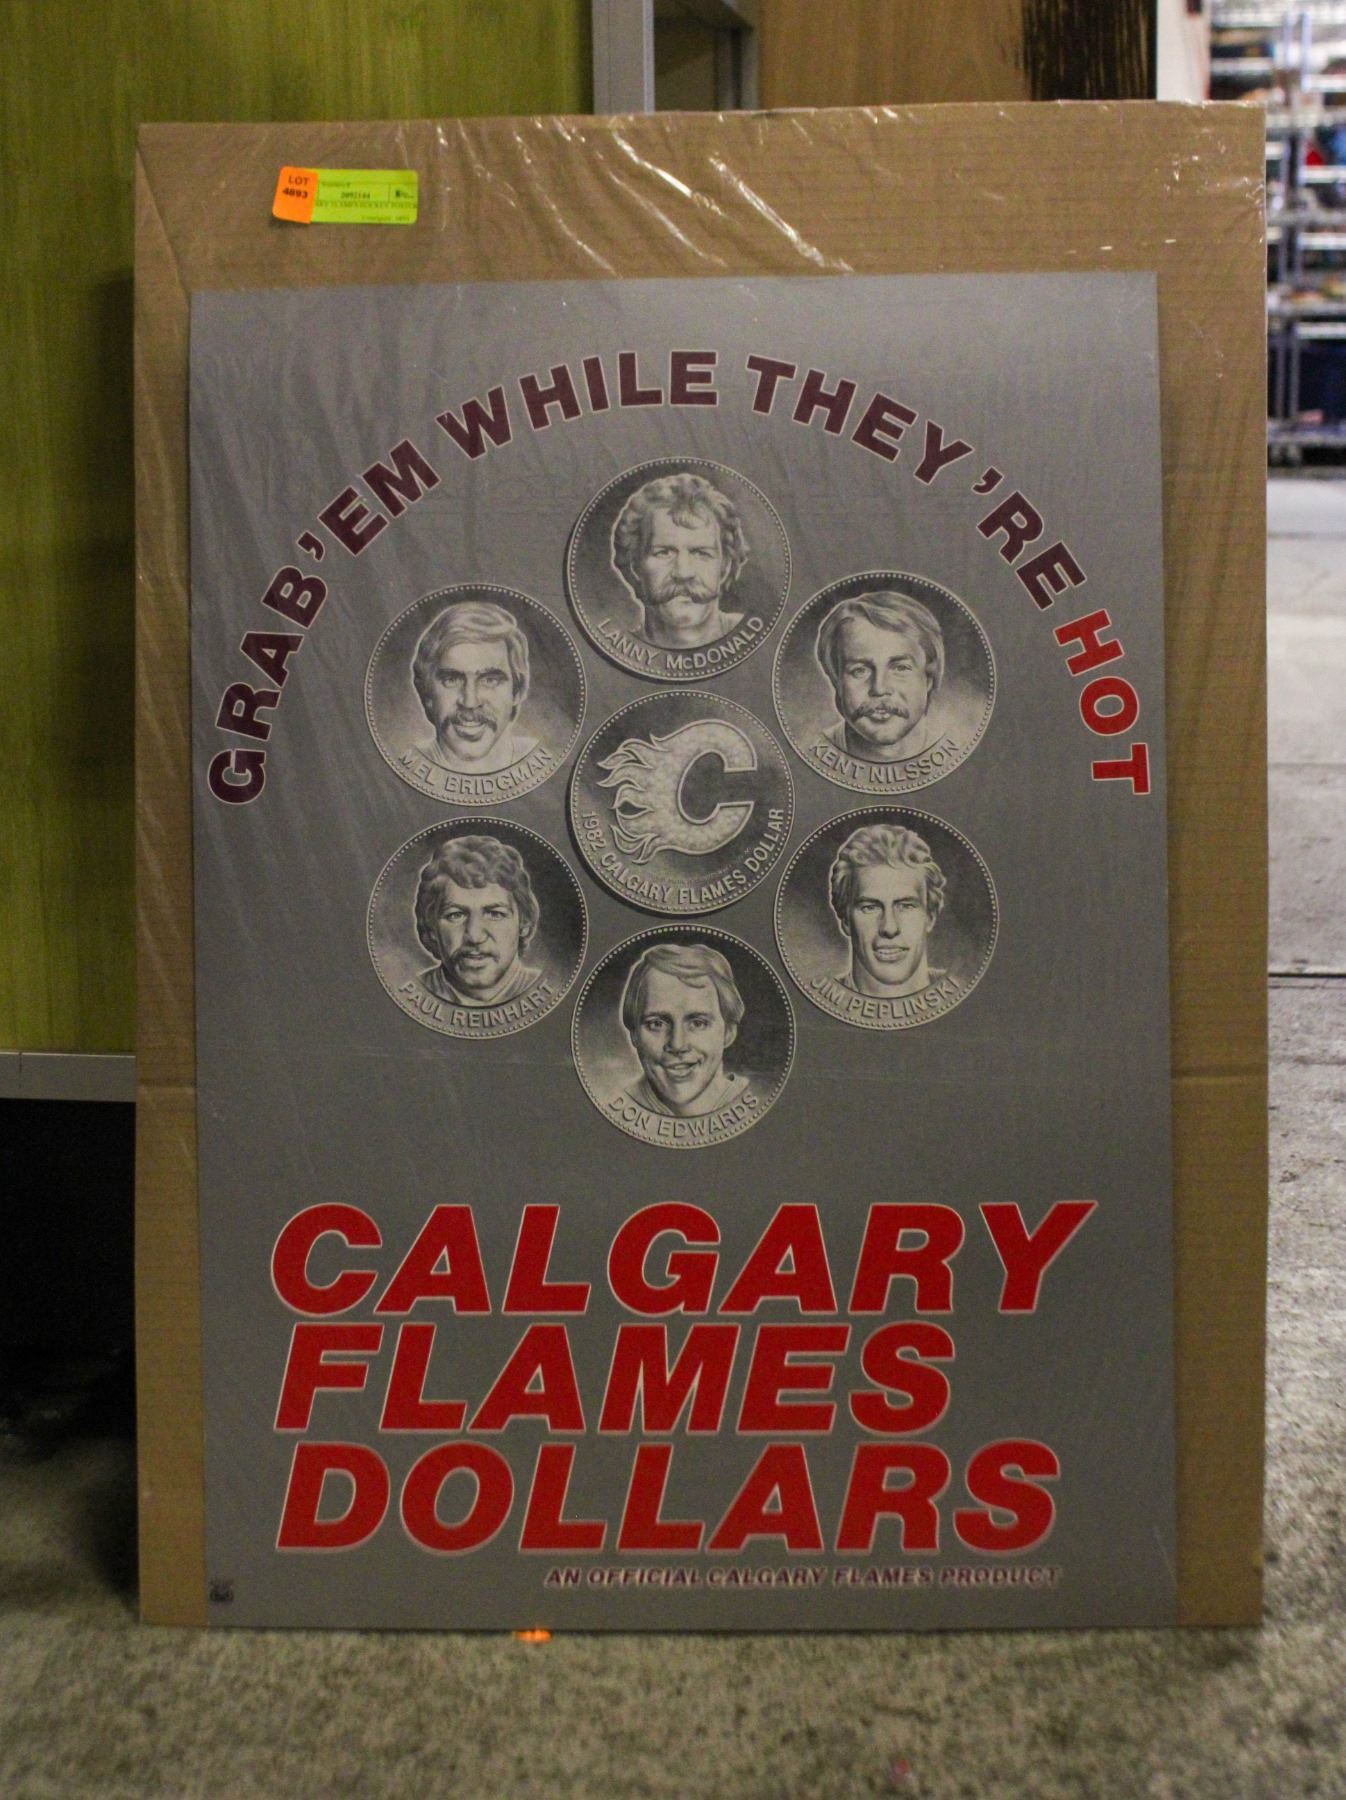 LOT
4893
GRAB 'EM WHILE THEY'RE HOT
LANNY McDONALD
MEL BRIDGMAN
KENT NILSSON
1982 CALGARY FLAMES DOLLAR
PAUL REINHART
JIM PEPLINSKI
DON EDWARDS
CALGARY
FLAMES
DOLLARS
AN OFFICIAL CALGARY FLAMES PRODUCT